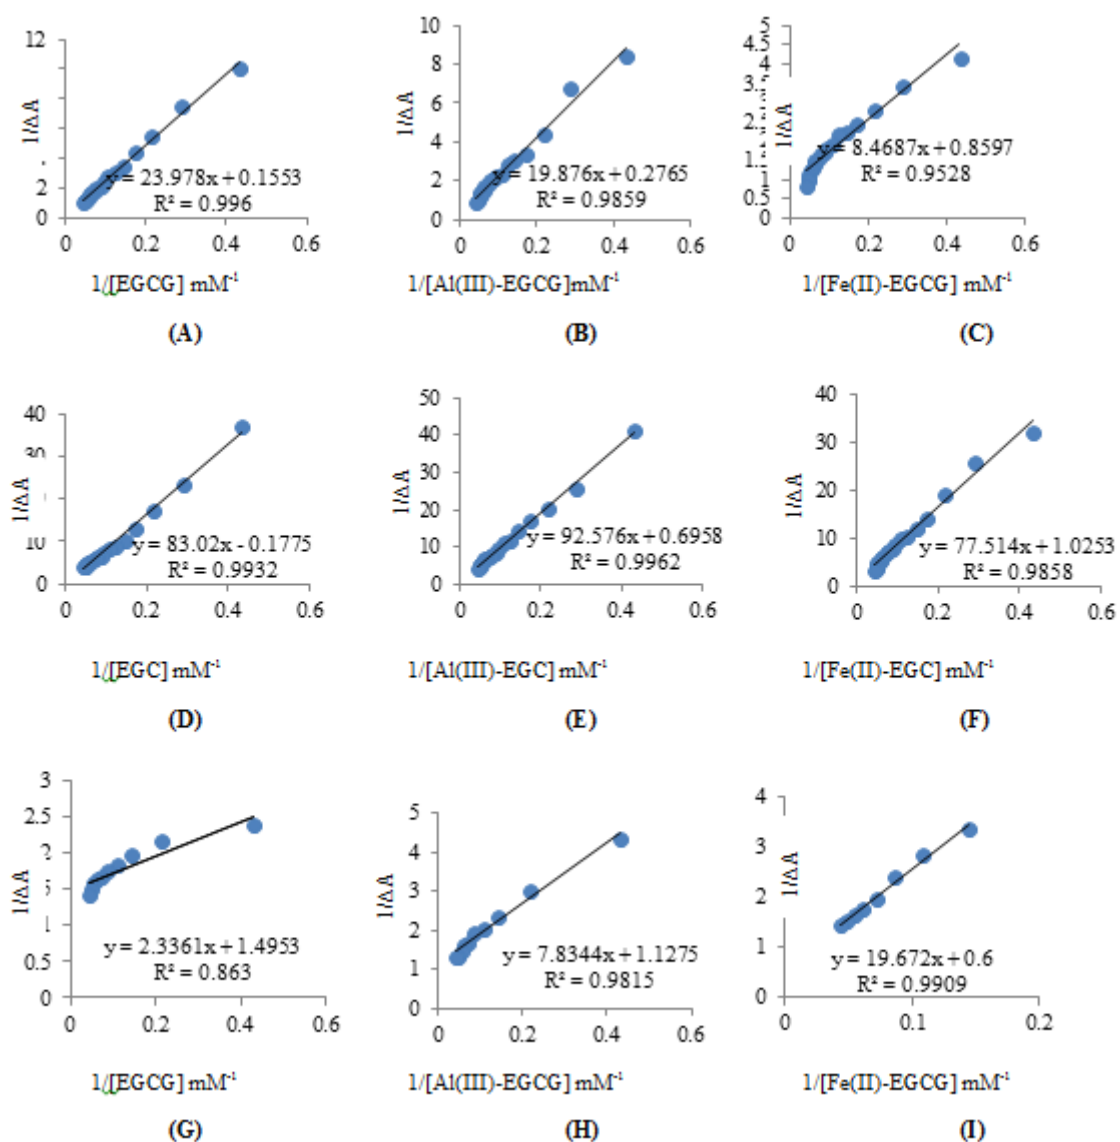 12
2
0
0 0.2 0.4 0.6
1/ΔA
y = 23.978x + 0.1553
R² = 0.996
1/[EGCG] mM⁻¹
(A)
10
8
6
4
2
0
0 0.2 0.4 0.6
1/ΔA
y = 19.876x + 0.2765
R² = 0.9859
1/[Al(III)-EGCG]mM⁻¹
(B)
5
4.5
4
3.5
3
2
1
0.5
0
0 0.2 0.4 0.6
1/ΔA
y = 8.4687x + 0.8597
R² = 0.9528
1/[Fe(II)-EGCG] mM⁻¹
(C)
40
10
0
0 0.2 0.4 0.6
1/ΔA
y = 83.02x - 0.1775
R² = 0.9932
1/[EGC] mM⁻¹
(D)
50
40
30
20
10
0
0 0.2 0.4 0.6
1/ΔA
y = 92.576x + 0.6958
R² = 0.9962
1/[Al(III)-EGC] mM⁻¹
(E)
40
30
20
10
0
0 0.2 0.4 0.6
1/ΔA
y = 77.514x + 1.0253
R² = 0.9858
1/[Fe(II)-EGC] mM⁻¹
(F)
3
2.5
2
1
0.5
0
0 0.2 0.4 0.6
1/ΔA
y = 2.3361x + 1.4953
R² = 0.863
1/[EGCG] mM⁻¹
(G)
5
4
3
2
1
0
0 0.2 0.4 0.6
1/ΔA
y = 7.8344x + 1.1275
R² = 0.9815
1/[Al(III)-EGCG] mM⁻¹
(H)
4
3
2
1
0
0 0.1 0.2
1/ΔA
y = 19.672x + 0.6
R² = 0.9909
1/[Fe(II)-EGCG] mM⁻¹
(I)